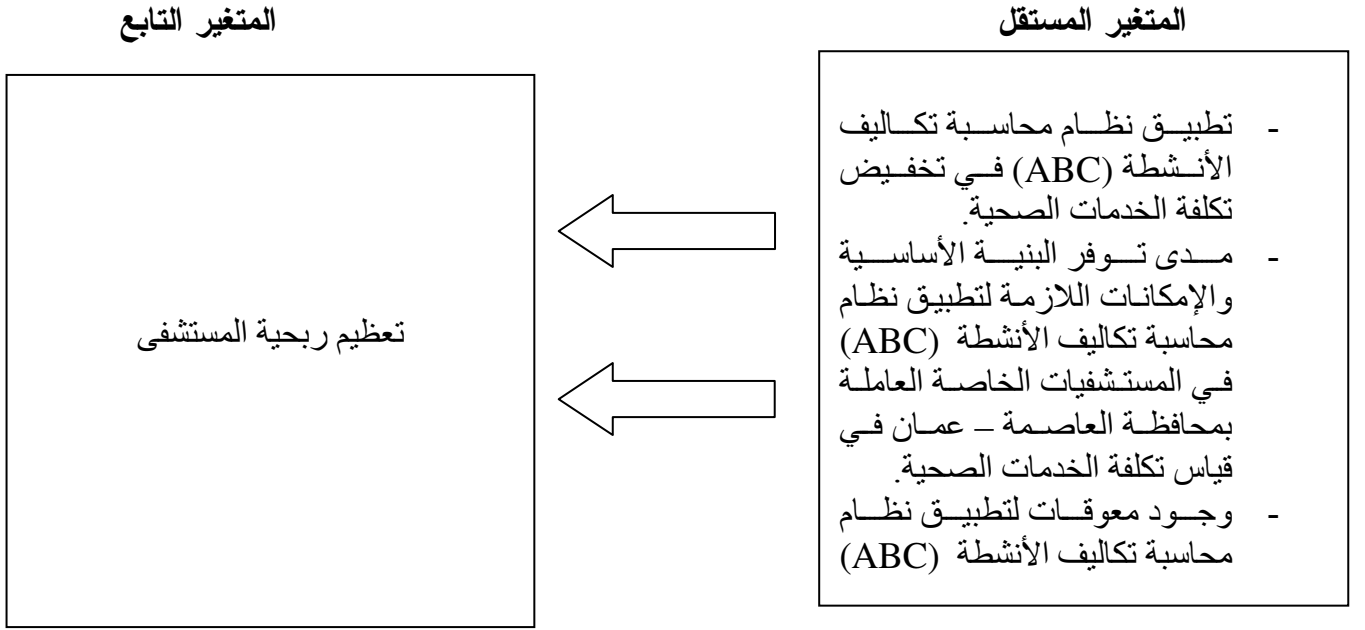 المتغير المستقل
المتغير التابع
- تطبيق نظام محاسبة تكاليف
الأنشطة (ABC) في تخفيض
تكلفة الخدمات الصحية.
- مدى توفر البنية الأساسية
والإمكانات اللازمة لتطبيق نظام
محاسبة تكاليف الأنشطة (ABC)
في المستشفيات الخاصة العاملة
بمحافظة العاصمة – عمان في
قياس تكلفة الخدمات الصحية.
- وجود معوقات لتطبيق نظام
محاسبة تكاليف الأنشطة (ABC)
تعظيم ربحية المستشفى